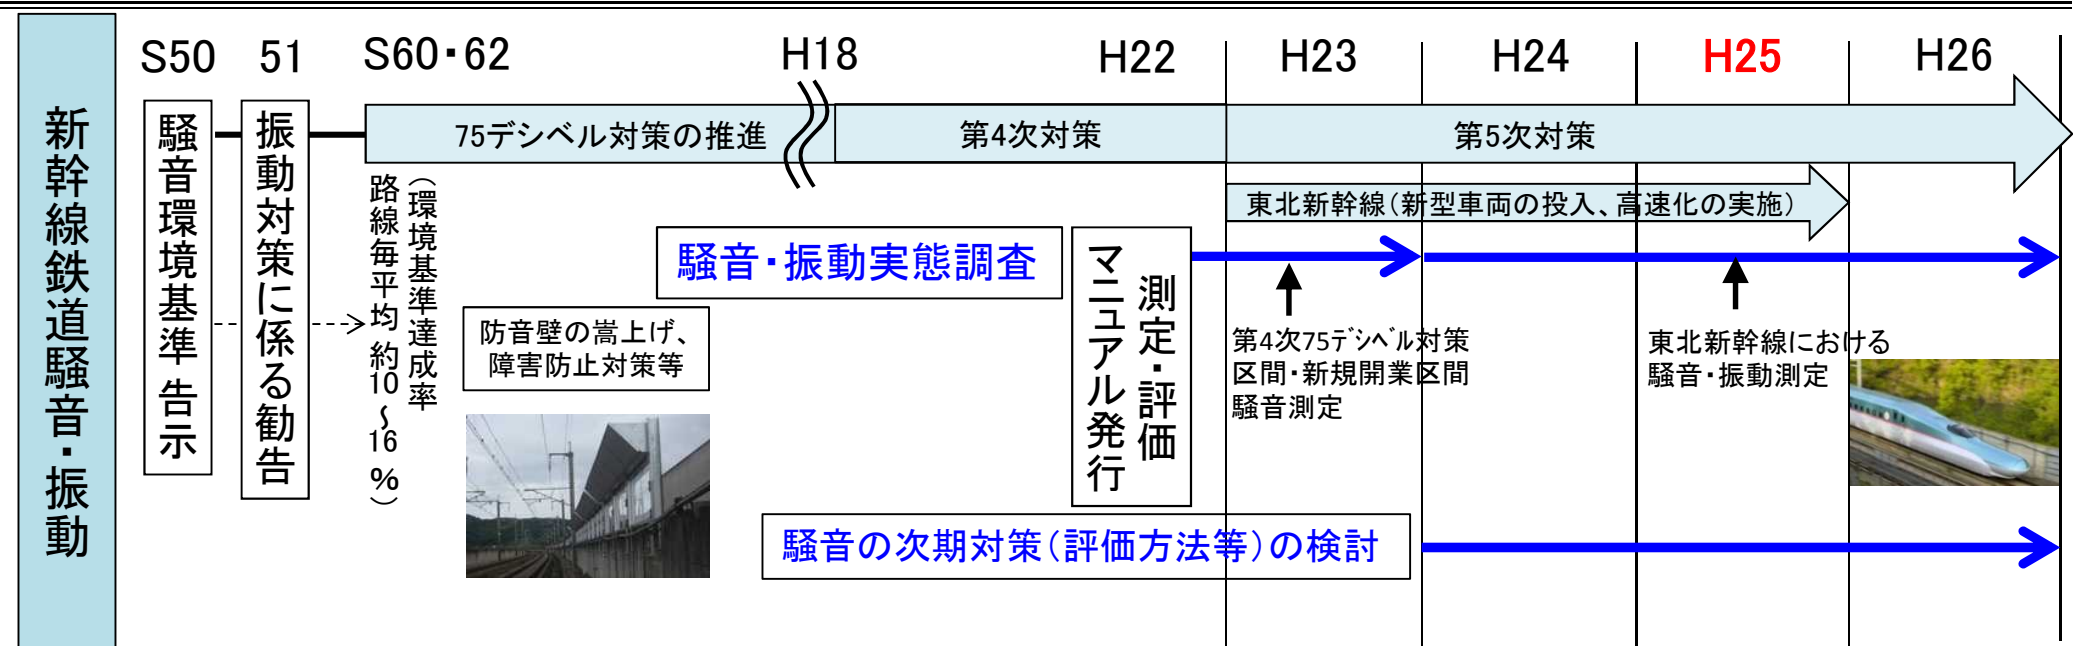 新幹線鉄道騒音・振動
S50
51
S60・62
H18
H22
H23
H24
H25
H26
騒音環境基準 告示
振動対策に係る勧告
75デシベル対策の推進
第4次対策
第5次対策
(環境基準達成率
路線毎平均 約10~16%)
東北新幹線(新型車両の投入、高速化の実施)
騒音・振動実態調査
測定・評価
マニュアル発行
防音壁の嵩上げ、
障害防止対策等
第4次75デシベル対策
区間・新規開業区間
騒音測定
東北新幹線における
騒音・振動測定
騒音の次期対策(評価方法等)の検討